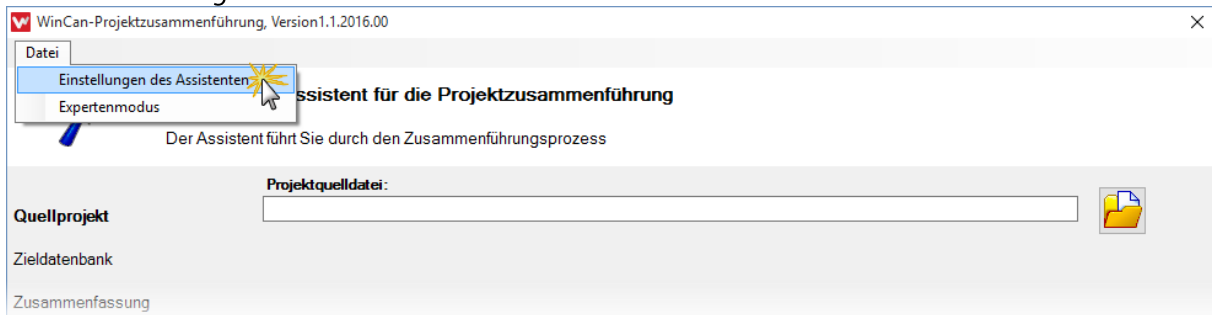 WinCan-Projektzusammenführung, Version1.1.2016.00
Datei
Einstellungen des Assistenten
Expertenmodus
ssistent für die Projektzusammenführung
Der Assistent führt Sie durch den Zusammenführungsprozess
Projektquelldatei:
Quellprojekt
Zieldatenbank
Zusammenfassung